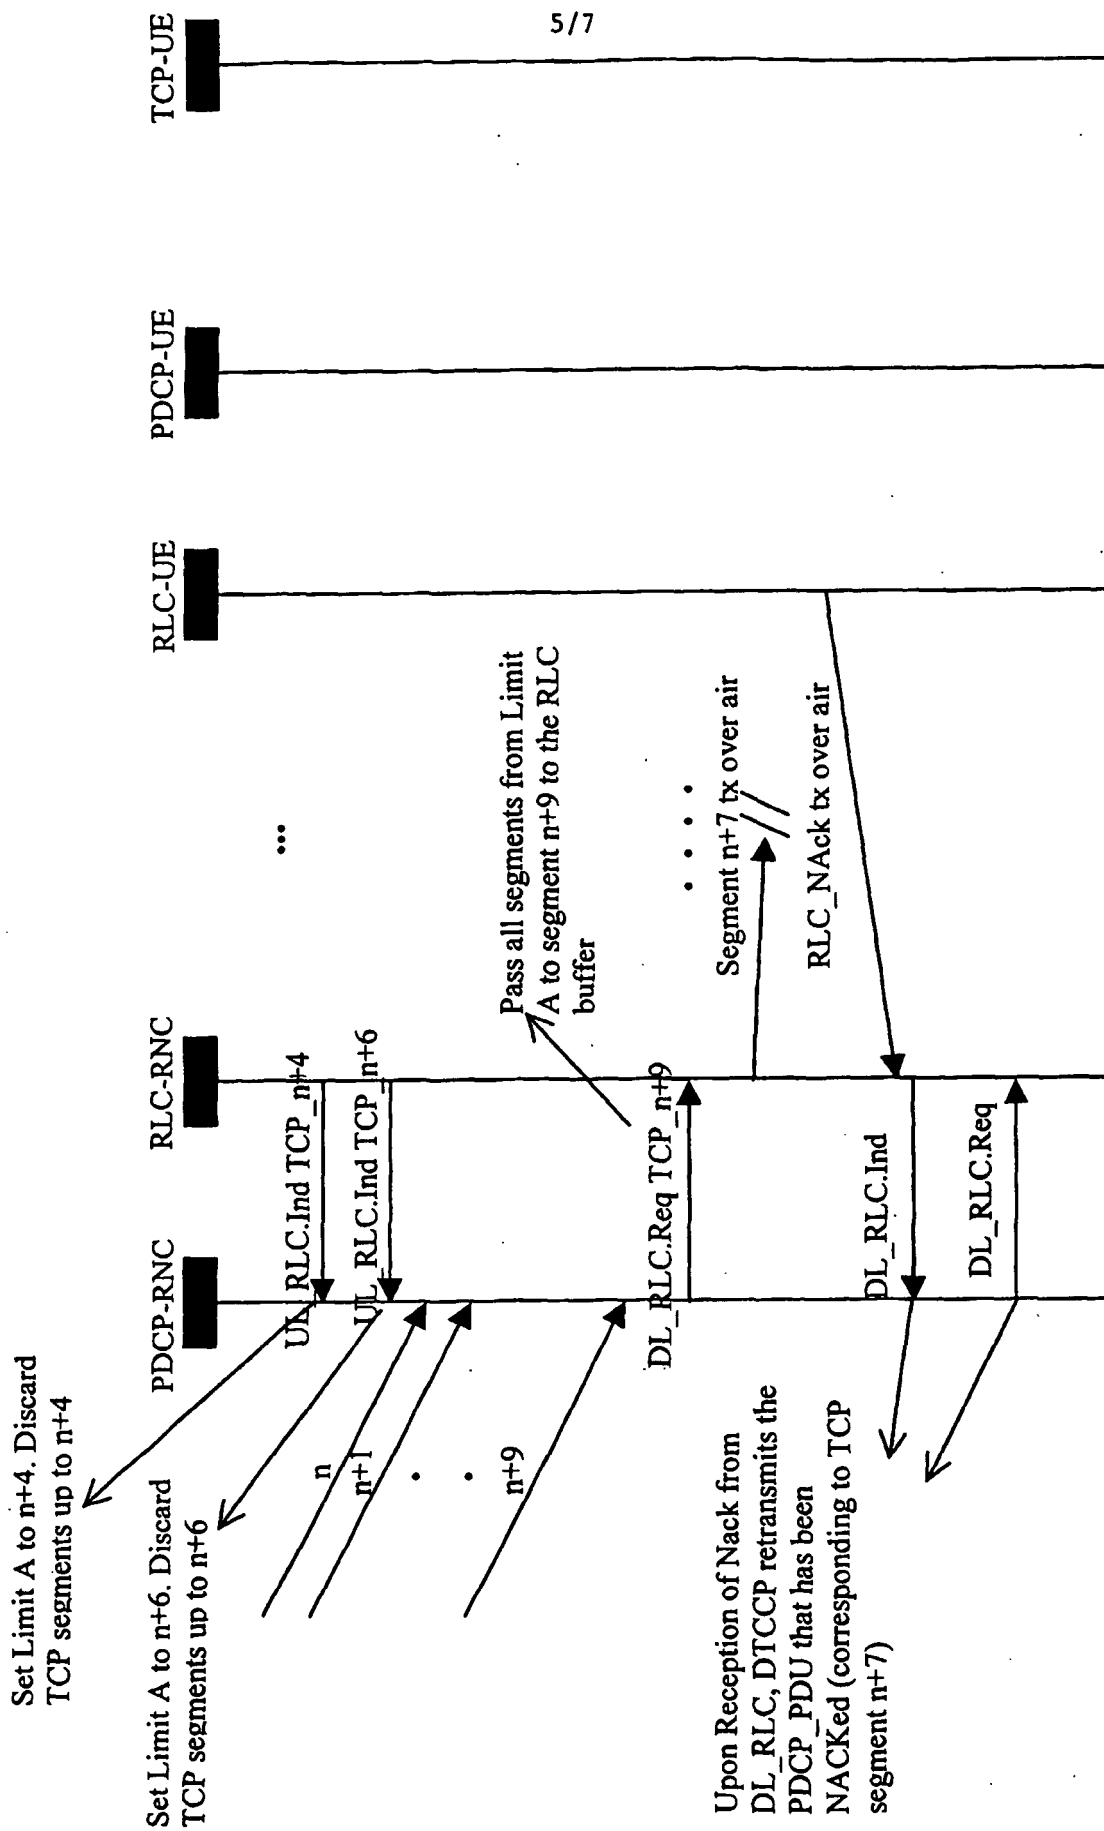 5/7
Set Limit A to n+4. Discard
TCP segments up to n+4
Set Limit A to n+6. Discard
TCP segments up to n+6
PDCP-RNC
RLC-RNC
RLC-UE
PDCP-UE
TCP-UE
UL_RLC.Ind TCP_n+4
UL_RLC.Ind TCP_n+6
...
n
n+1
n+9
Pass all segments from Limit
A to segment n+9 to the RLC
buffer
DL_RLC.Req TCP_n+9
Segment n+7 tx over air
RLC_NAck tx over air
Upon Reception of Nack from
DL_RLC, DTCCP retransmits the
PDCP_PDU that has been
NACKed (corresponding to TCP
segment n+7)
DL_RLC.Ind
DL_RLC.Req